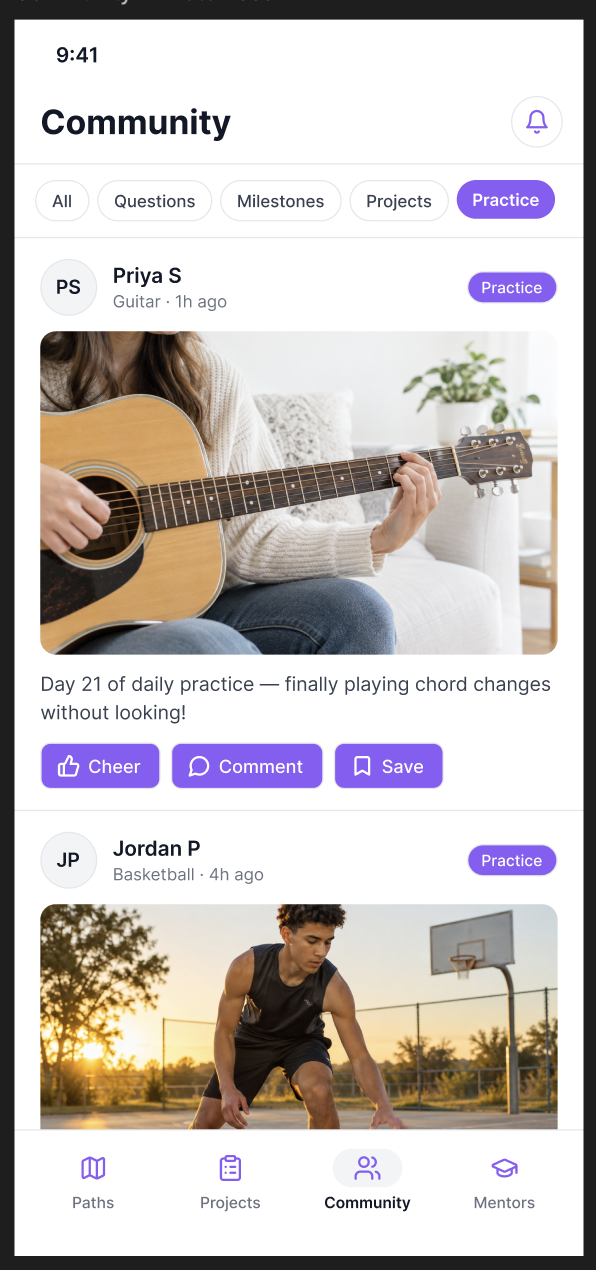 9:41
Community
All Questions Milestones Projects Practice
PS
Priya S
Guitar · 1h ago
Practice
Day 21 of daily practice — finally playing chord changes
without looking!
Cheer Comment Save
JP
Jordan P
Basketball · 4h ago
Practice
Paths Projects Community Mentors